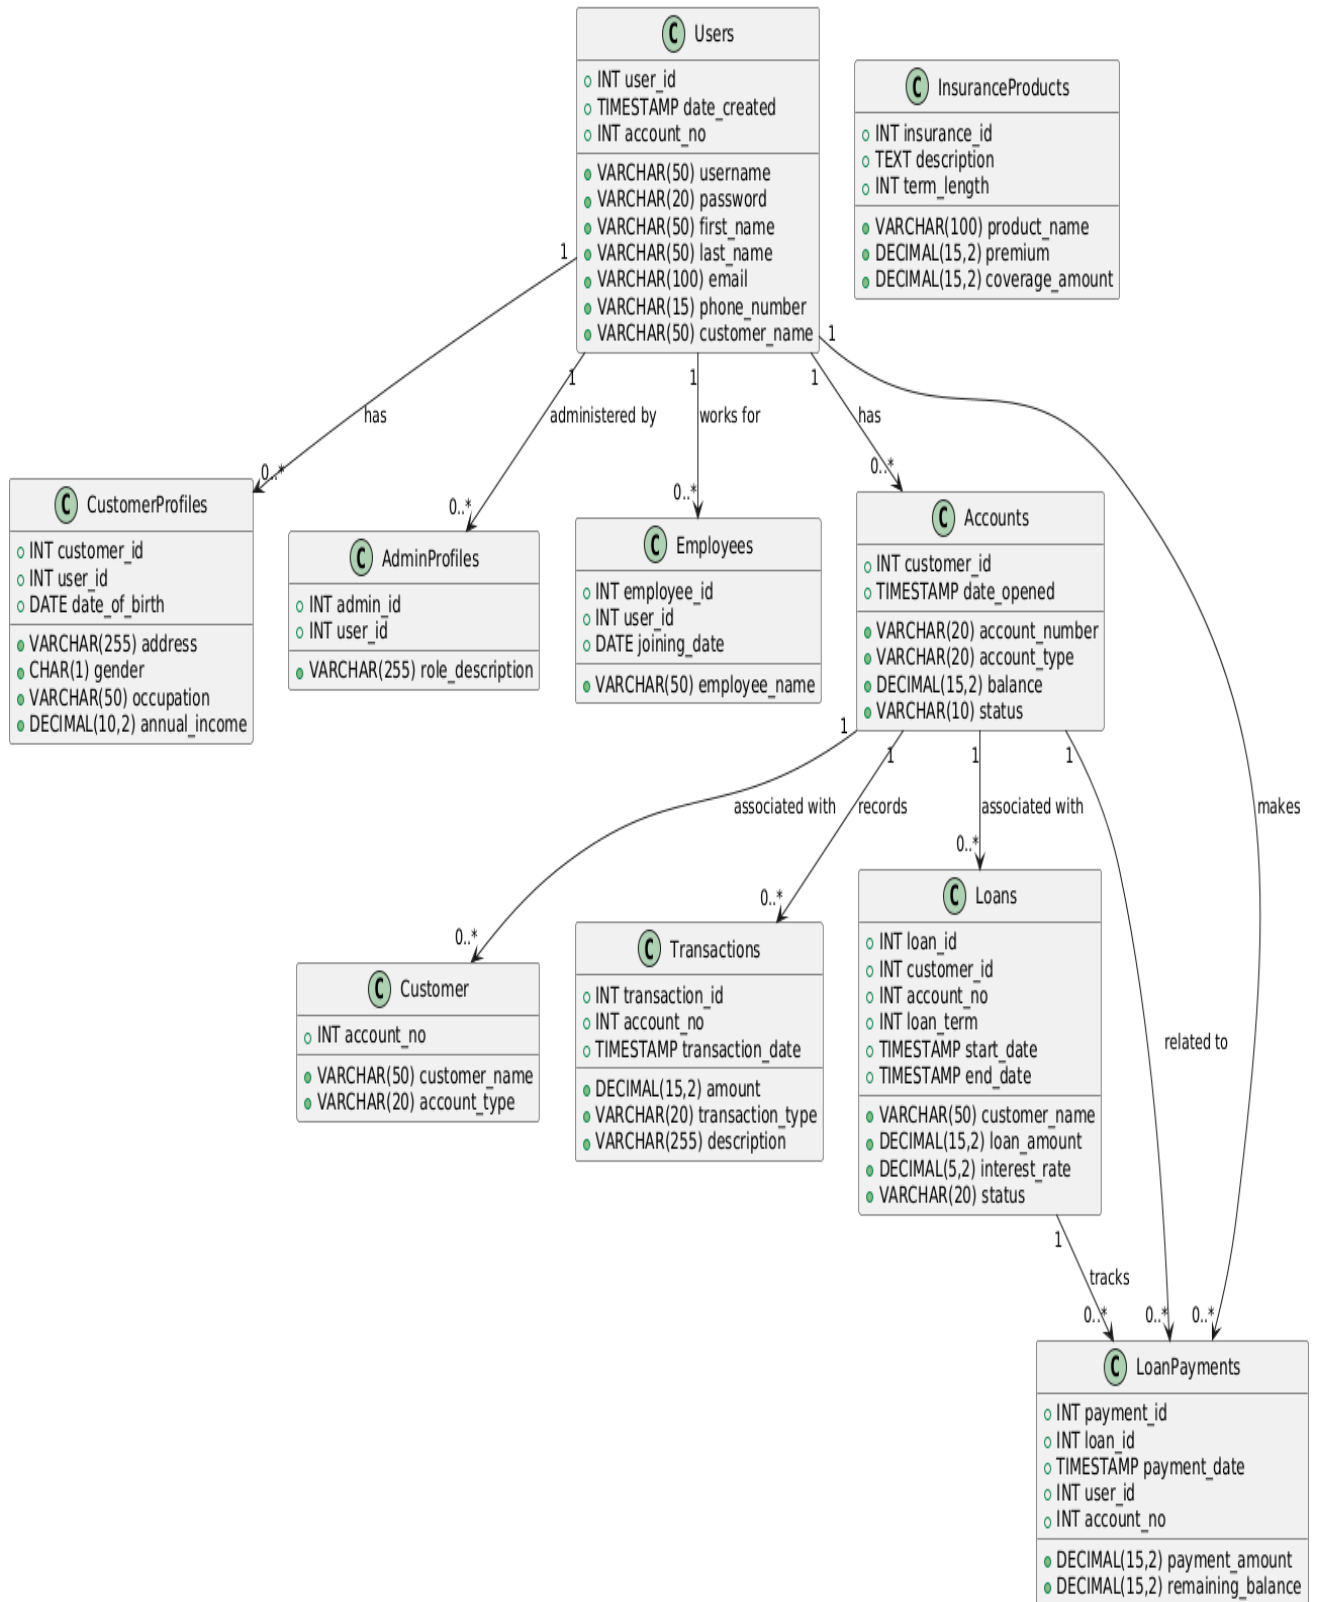 C Users
INT user_id
TIMESTAMP date_created
INT account_no
VARCHAR(50) username
VARCHAR(20) password
VARCHAR(50) first_name
VARCHAR(50) last_name
VARCHAR(100) email
VARCHAR(15) phone_number
VARCHAR(50) customer_name
C InsuranceProducts
INT insurance_id
TEXT description
INT term_length
VARCHAR(100) product_name
DECIMAL(15,2) premium
DECIMAL(15,2) coverage_amount
1
1
1
1
1
has
administered by
works for
has
0..*
0..*
0..*
0..*
C CustomerProfiles
INT customer_id
INT user_id
DATE date_of_birth
VARCHAR(255) address
CHAR(1) gender
VARCHAR(50) occupation
DECIMAL(10,2) annual_income
C AdminProfiles
INT admin_id
INT user_id
VARCHAR(255) role_description
C Employees
INT employee_id
INT user_id
DATE joining_date
VARCHAR(50) employee_name
C Accounts
INT customer_id
TIMESTAMP date_opened
VARCHAR(20) account_number
VARCHAR(20) account_type
DECIMAL(15,2) balance
VARCHAR(10) status
1
1
1
1
associated with
records
associated with
makes
0..*
0..*
0..*
C Customer
INT account_no
VARCHAR(50) customer_name
VARCHAR(20) account_type
C Transactions
INT transaction_id
INT account_no
TIMESTAMP transaction_date
DECIMAL(15,2) amount
VARCHAR(20) transaction_type
VARCHAR(255) description
C Loans
INT loan_id
INT customer_id
INT account_no
INT loan_term
TIMESTAMP start_date
TIMESTAMP end_date
VARCHAR(50) customer_name
DECIMAL(15,2) loan_amount
DECIMAL(5,2) interest_rate
VARCHAR(20) status
related to
1
tracks
0..*
0..*
0..*
C LoanPayments
INT payment_id
INT loan_id
TIMESTAMP payment_date
INT user_id
INT account_no
DECIMAL(15,2) payment_amount
DECIMAL(15,2) remaining_balance